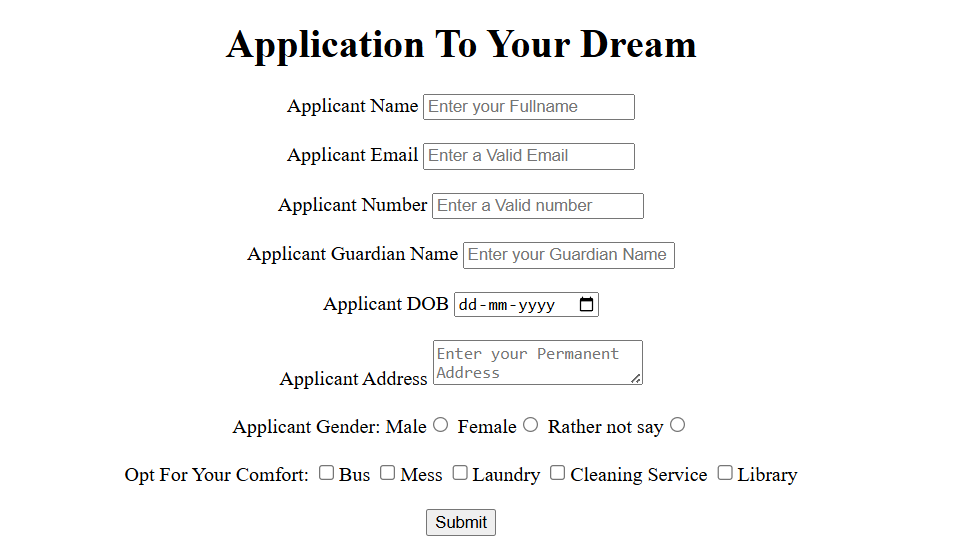 Application To Your Dream
Applicant Name Enter your Fullname
Applicant Email Enter a Valid Email
Applicant Number Enter a Valid number
Applicant Guardian Name Enter your Guardian Name
Applicant DOB dd-mm-yyyy
Enter your Permanent
Applicant Address Address
Applicant Gender: Male Female Rather not say
Opt For Your Comfort: Bus Mess Laundry Cleaning Service Library
Submit